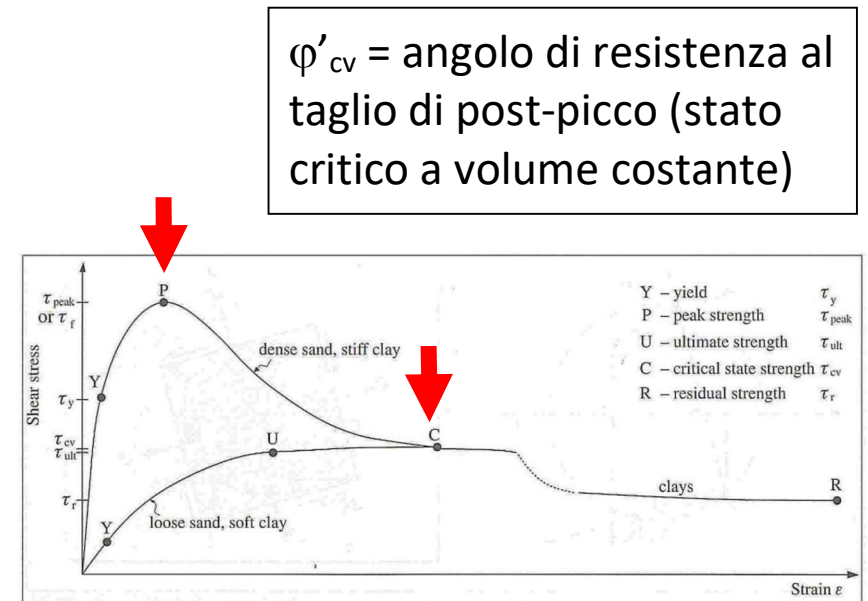 φ’cv = angolo di resistenza al
taglio di post-picco (stato
critico a volume costante)
τpeak
or τf
P
Y – yield τy
P – peak strength τpeak
U – ultimate strength τult
C – critical state strength τcv
R – residual strength τr
dense sand, stiff clay
Shear stress
Y
τy
τcv
τult
U
C
τr
clays
R
Y
loose sand, soft clay
Strain ε